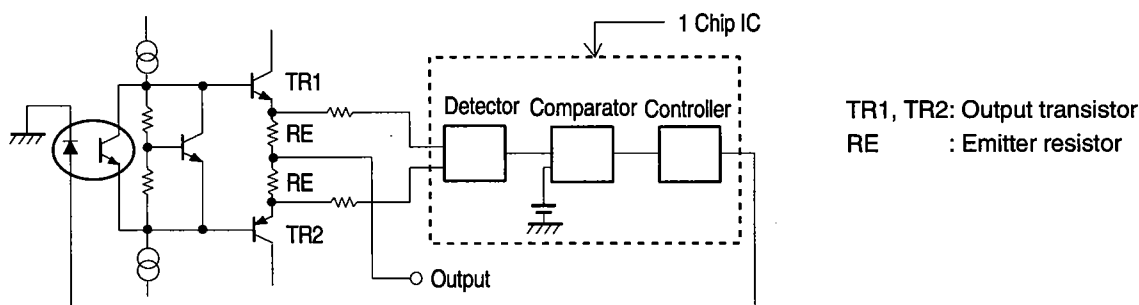 1 Chip IC
TR1
Detector Comparator Controller
RE
RE
TR2
Output
TR1, TR2: Output transistor
RE : Emitter resistor